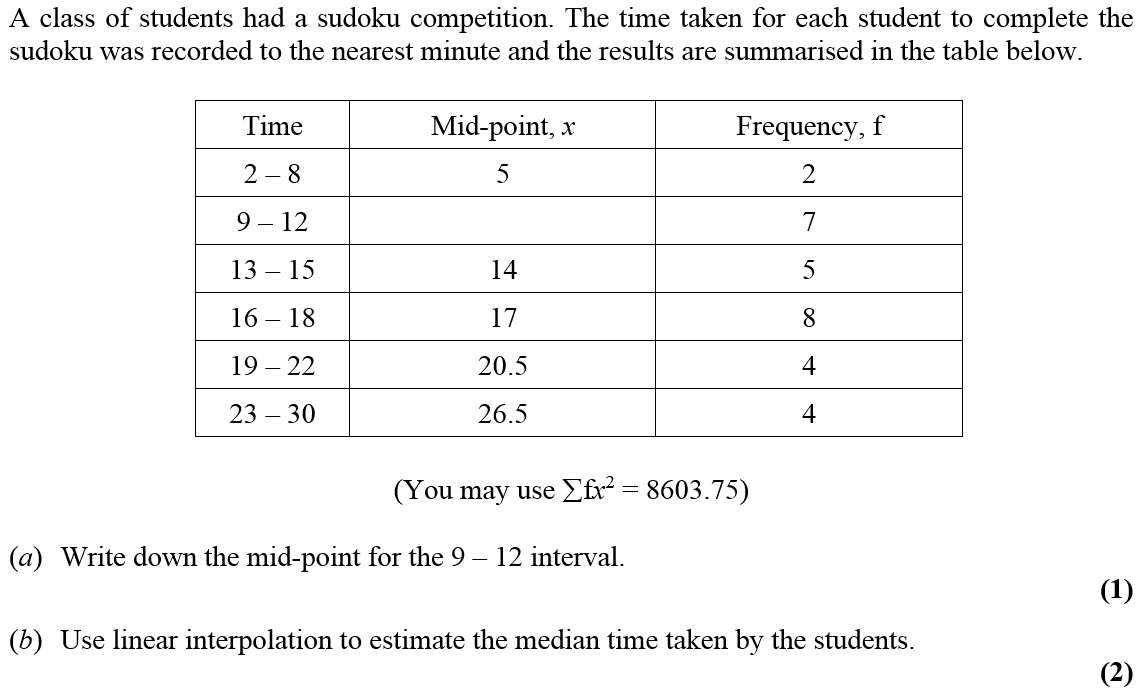 A class of students had a sudoku competition. The time taken for each student to complete the
sudoku was recorded to the nearest minute and the results are summarised in the table below.
Time Mid-point, x Frequency, f
2 – 8 5 2
9 – 12 7
13 – 15 14 5
16 – 18 17 8
19 – 22 20.5 4
23 – 30 26.5 4
(You may use ∑fx² = 8603.75)
(a) Write down the mid-point for the 9 – 12 interval.
(1)
(b) Use linear interpolation to estimate the median time taken by the students.
(2)